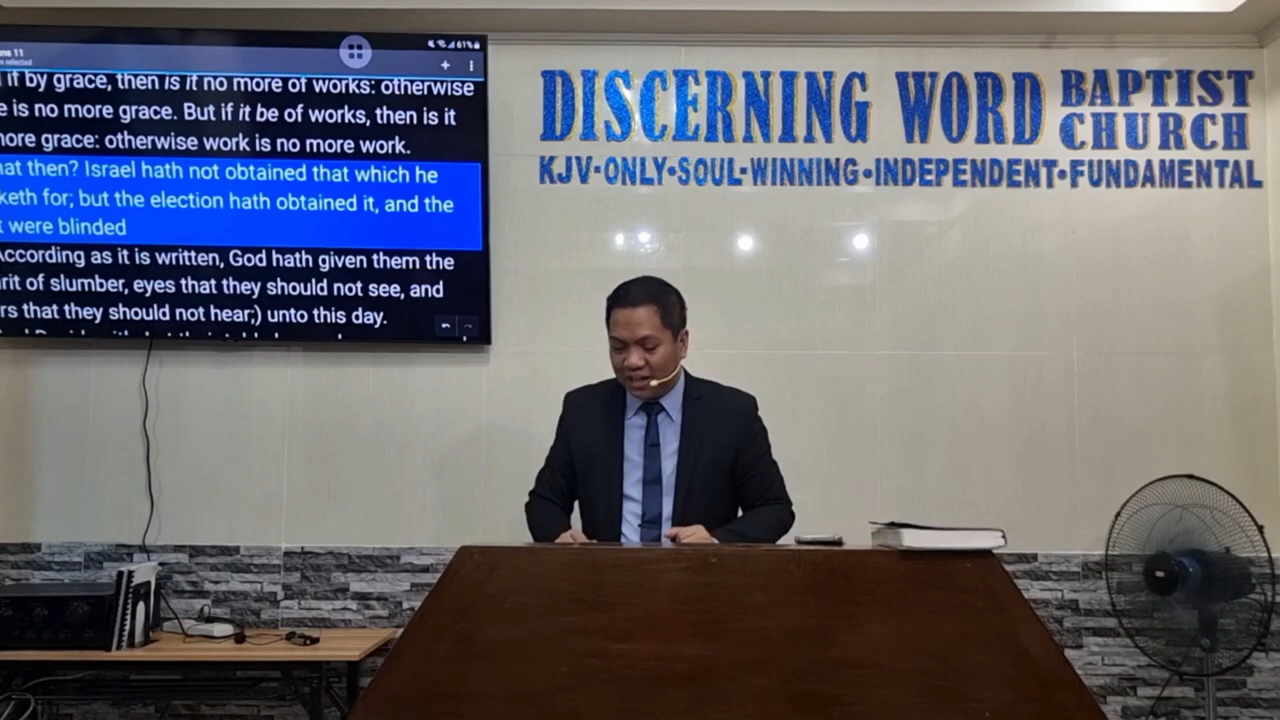 61%
11
selected
if by grace, then is it no more of works: otherwise
is no more grace. But if it be of works, then is it
more grace: otherwise work is no more work.
hat then? Israel hath not obtained that which he
keth for; but the election hath obtained it, and the
were blinded
According as it is written, God hath given them the
rit of slumber, eyes that they should not see, and
rs that they should not hear;) unto this day.
DISCERNING WORD BAPTIST CHURCH
KJV-ONLY•SOUL-WINNING•INDEPENDENT•FUNDAMENTAL